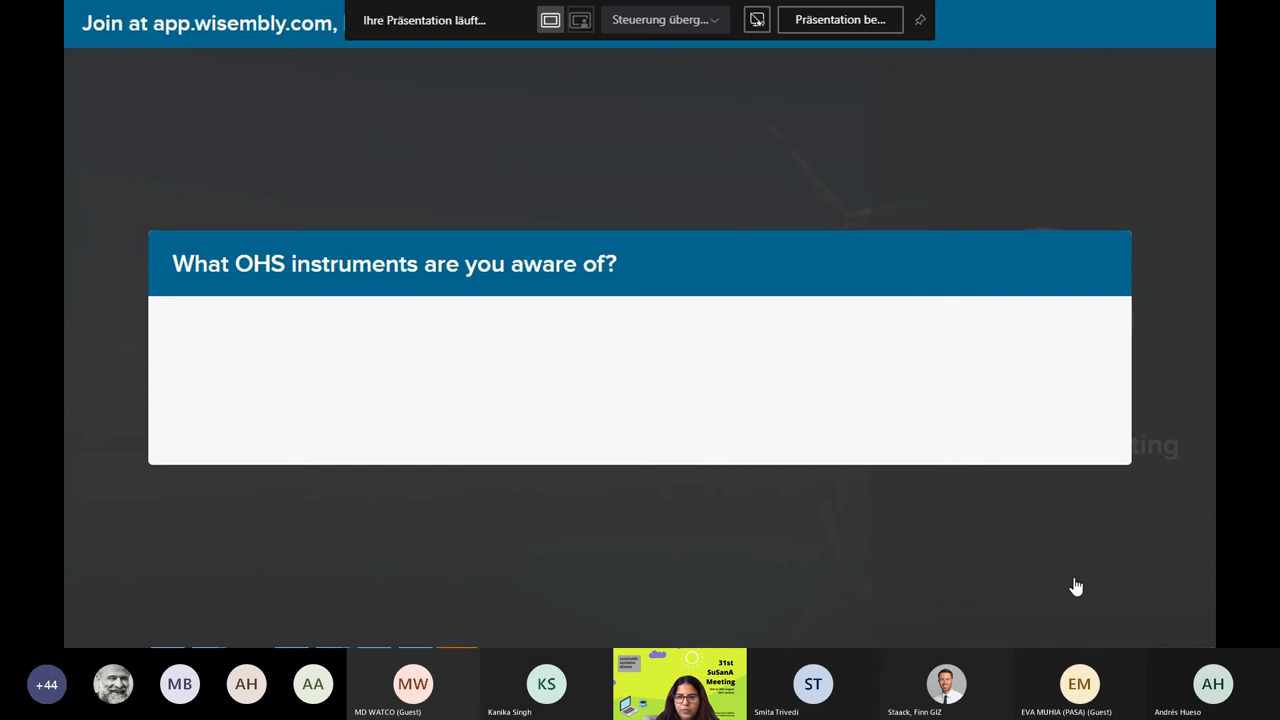 Join at app.wisembly.com,
Ihre Präsentation läuft...
Steuerung überg...
Präsentation be...
What OHS instruments are you aware of?
ting
+44
MB
AH
AA
MW
MD WATCO (Guest)
KS
Kanika Singh
31st
SuSanA
Meeting
ST
Smita Trivedi
Staack, Finn GIZ
EM
EVA MUHIA (PASA) (Guest)
AH
Andrés Hueso